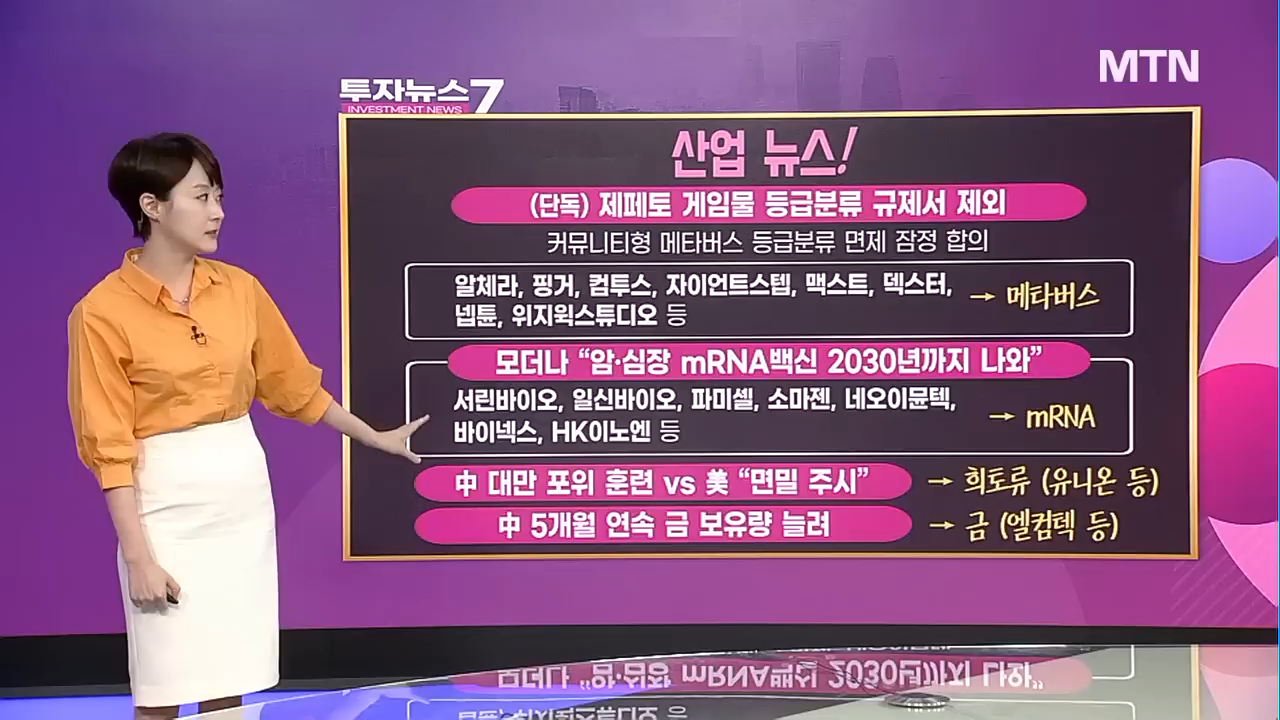 MTN
투자뉴스 7
INVESTMENT NEWS
산업 뉴스!
(단독) 제페토 게임물 등급분류 규제서 제외
커뮤니티형 메타버스 등급분류 면제 잠정 합의
알체라, 핑거, 컴투스, 자이언트스텝, 맥스트, 덱스터,
넵튠, 위지윅스튜디오 등
→ 메타버스
모더나 “암·심장 mRNA백신 2030년까지 나와”
서린바이오, 일신바이오, 파미셀, 소마젠, 네오이뮨텍,
바이넥스, HK이노엔 등
→ mRNA
中 대만 포위 훈련 vs 美 “면밀 주시” → 희토류 (유니온 등)
中 5개월 연속 금 보유량 늘려 → 금 (엘컴텍 등)